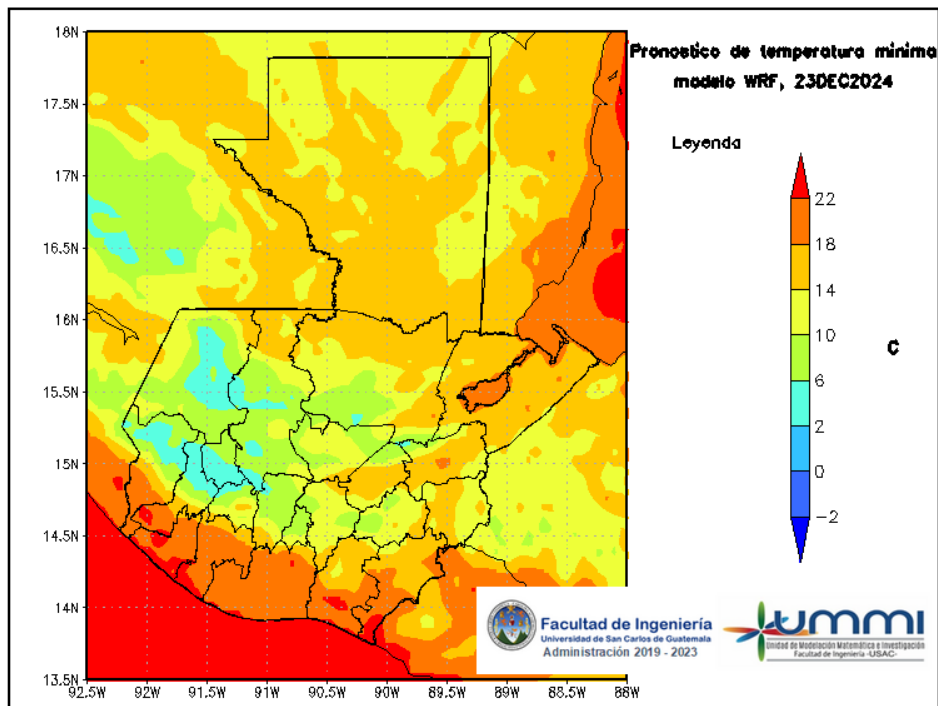 Pronostico de temperatura minima
modelo WRF, 23DEC2024
Leyenda
18N
17.5N
17N
16.5N
16N
15.5N
15N
14.5N
14N
13.5N
92.5W
92W
91.5W
91W
90.5W
90W
89.5W
89W
88.5W
88W
22
18
14
10
6
2
0
-2
C
Facultad de Ingeniería
Universidad de San Carlos de Guatemala
Administración 2019 - 2023
UMMI
Unidad de Modelación Matemática e Investigación
Facultad de Ingeniería -USAC-